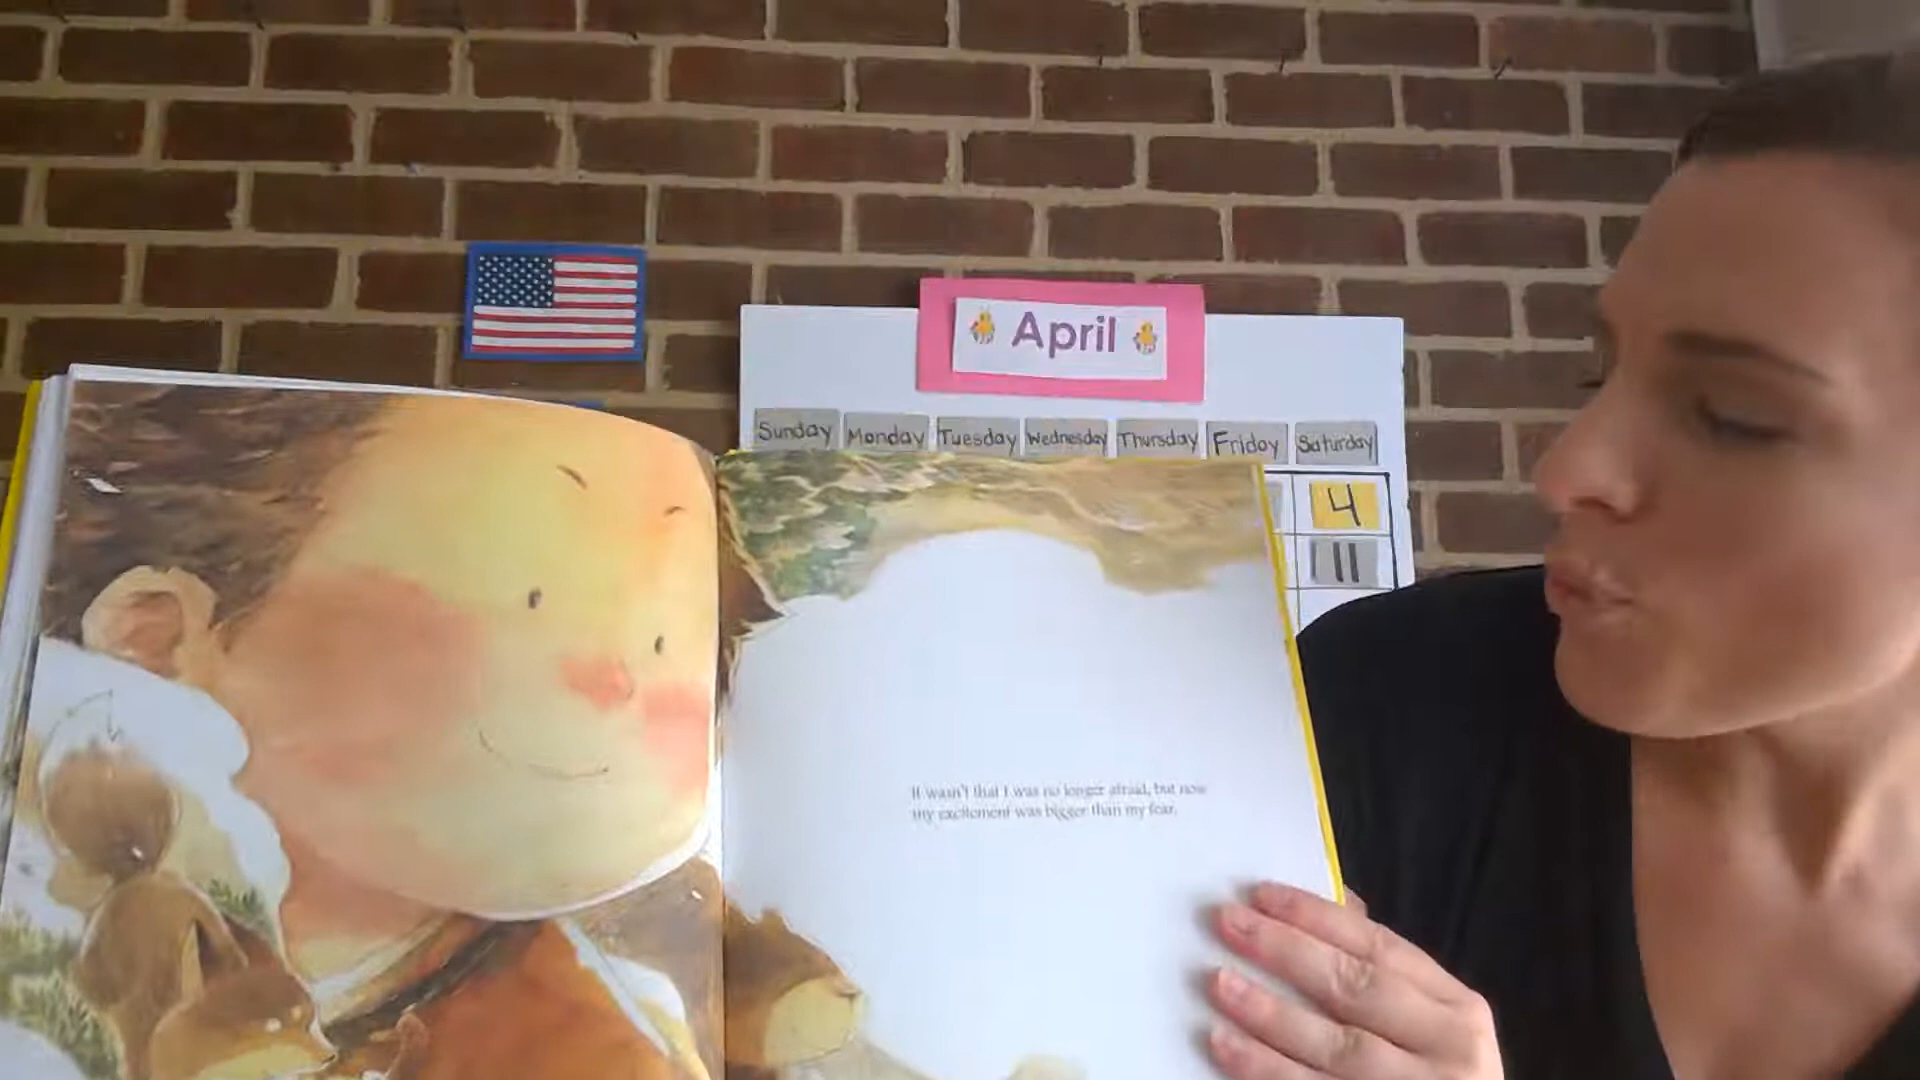 April
Sunday Monday Tuesday Wednesday Thursday Friday Saturday
4
11
It wasn't that I was no longer afraid, but now
my excitement was bigger than my fear.